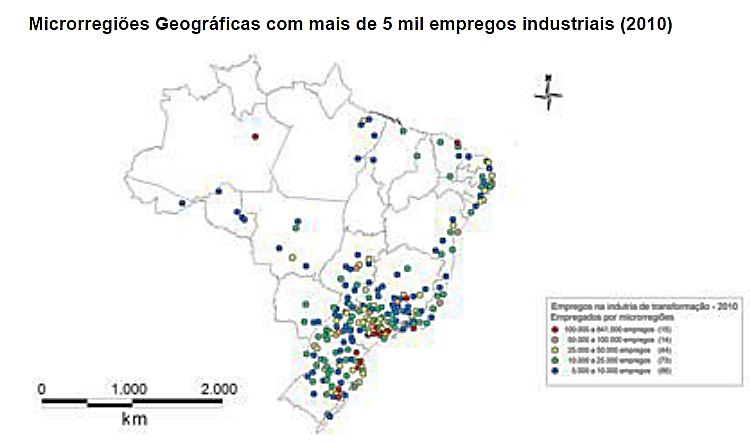 Microrregiões Geográficas com mais de 5 mil empregos industriais (2010)
N
Empregos na industria de transformação - 2010
Empregados por microrregiões
100.000 a 841.000 empregos (15)
50.000 a 100.000 empregos (14)
25.000 a 50.000 empregos (44)
10.000 a 25.000 empregos (73)
5.000 a 10.000 empregos
0 1.000 2.000
km